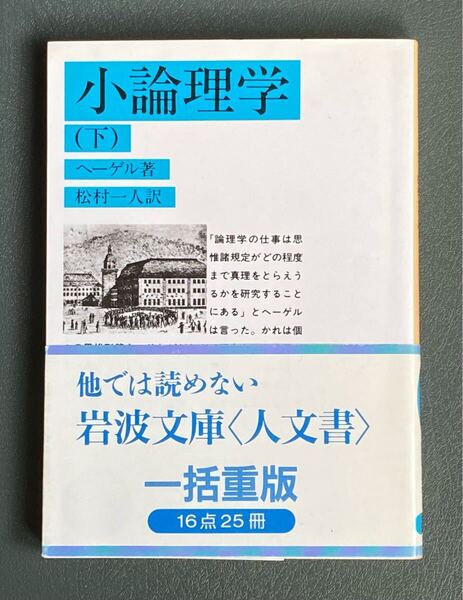 小論理学
(下)
ヘーゲル著
松村一人訳
「論理学の仕事は思
惟諸規定がどの程度
まで真理をとらえう
るかを研究すること
にある」とヘーゲル
は言った。かれは個
他では読めない
岩波文庫〈人文書〉
一括重版
16点25冊